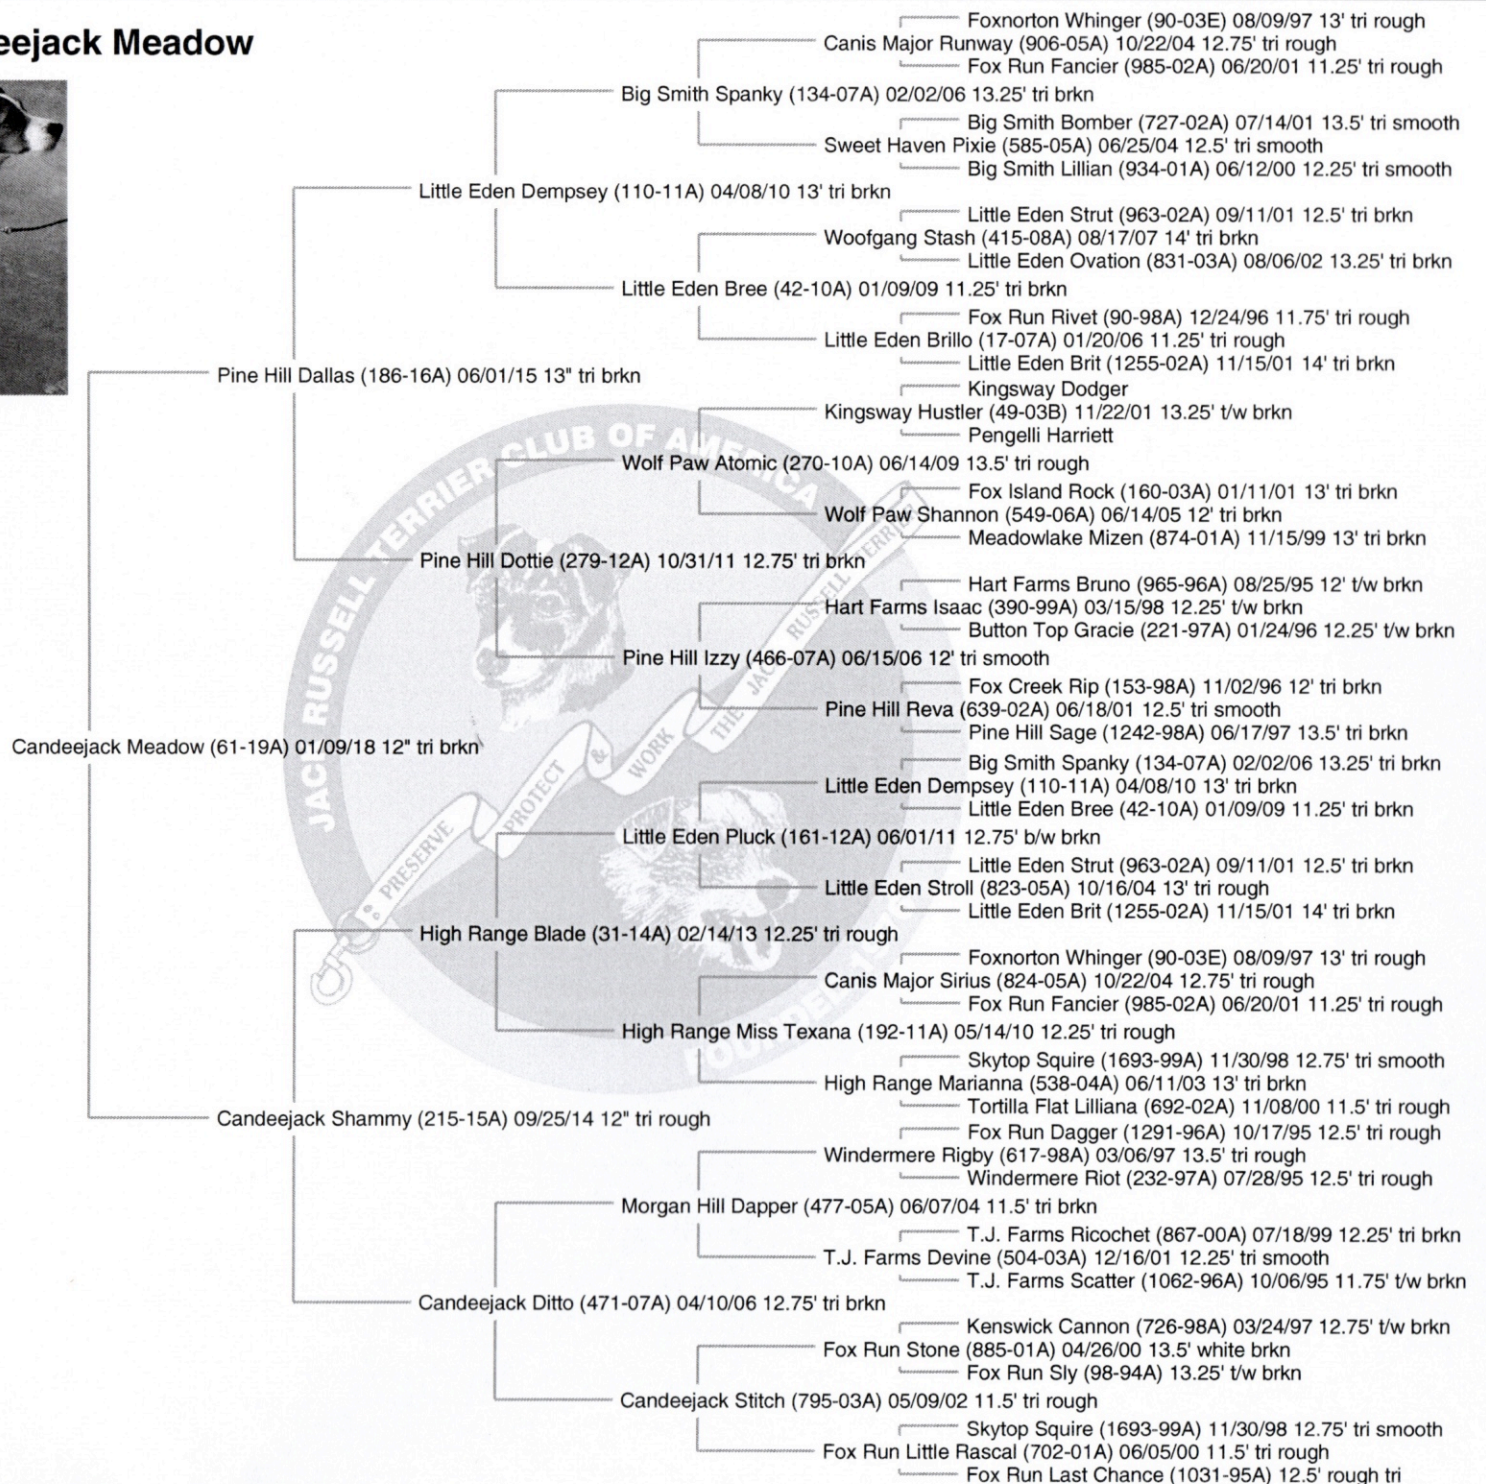 eejack Meadow
Foxnorton Whinger (90-03E) 08/09/97 13' tri rough
Canis Major Runway (906-05A) 10/22/04 12.75' tri rough
Fox Run Fancier (985-02A) 06/20/01 11.25' tri rough
Big Smith Spanky (134-07A) 02/02/06 13.25' tri brkn
Big Smith Bomber (727-02A) 07/14/01 13.5' tri smooth
Sweet Haven Pixie (585-05A) 06/25/04 12.5' tri smooth
Big Smith Lillian (934-01A) 06/12/00 12.25' tri smooth
Little Eden Dempsey (110-11A) 04/08/10 13' tri brkn
Little Eden Strut (963-02A) 09/11/01 12.5' tri brkn
Woofgang Stash (415-08A) 08/17/07 14' tri brkn
Little Eden Ovation (831-03A) 08/06/02 13.25' tri brkn
Little Eden Bree (42-10A) 01/09/09 11.25' tri brkn
Fox Run Rivet (90-98A) 12/24/96 11.75' tri rough
Little Eden Brillo (17-07A) 01/20/06 11.25' tri rough
Little Eden Brit (1255-02A) 11/15/01 14' tri brkn
Pine Hill Dallas (186-16A) 06/01/15 13" tri brkn
Kingsway Dodger
Kingsway Hustler (49-03B) 11/22/01 13.25' t/w brkn
Pengelli Harriett
Wolf Paw Atomic (270-10A) 06/14/09 13.5' tri rough
Fox Island Rock (160-03A) 01/11/01 13' tri brkn
Wolf Paw Shannon (549-06A) 06/14/05 12' tri brkn
Meadowlake Mizen (874-01A) 11/15/99 13' tri brkn
Pine Hill Dottie (279-12A) 10/31/11 12.75' tri brkn
Hart Farms Bruno (965-96A) 08/25/95 12' t/w brkn
Hart Farms Isaac (390-99A) 03/15/98 12.25' t/w brkn
Button Top Gracie (221-97A) 01/24/96 12.25' t/w brkn
Pine Hill Izzy (466-07A) 06/15/06 12' tri smooth
Fox Creek Rip (153-98A) 11/02/96 12' tri brkn
Pine Hill Reva (639-02A) 06/18/01 12.5' tri smooth
Pine Hill Sage (1242-98A) 06/17/97 13.5' tri brkn
Candeejack Meadow (61-19A) 01/09/18 12" tri brkn
Big Smith Spanky (134-07A) 02/02/06 13.25' tri brkn
Little Eden Dempsey (110-11A) 04/08/10 13' tri brkn
Little Eden Bree (42-10A) 01/09/09 11.25' tri brkn
Little Eden Pluck (161-12A) 06/01/11 12.75' b/w brkn
Little Eden Strut (963-02A) 09/11/01 12.5' tri brkn
Little Eden Stroll (823-05A) 10/16/04 13' tri rough
Little Eden Brit (1255-02A) 11/15/01 14' tri brkn
High Range Blade (31-14A) 02/14/13 12.25' tri rough
Foxnorton Whinger (90-03E) 08/09/97 13' tri rough
Canis Major Sirius (824-05A) 10/22/04 12.75' tri rough
Fox Run Fancier (985-02A) 06/20/01 11.25' tri rough
High Range Miss Texana (192-11A) 05/14/10 12.25' tri rough
Skytop Squire (1693-99A) 11/30/98 12.75' tri smooth
High Range Marianna (538-04A) 06/11/03 13' tri brkn
Tortilla Flat Lilliana (692-02A) 11/08/00 11.5' tri rough
Candeejack Shammy (215-15A) 09/25/14 12" tri rough
Fox Run Dagger (1291-96A) 10/17/95 12.5' tri rough
Windermere Rigby (617-98A) 03/06/97 13.5' tri rough
Windermere Riot (232-97A) 07/28/95 12.5' tri rough
Morgan Hill Dapper (477-05A) 06/07/04 11.5' tri brkn
T.J. Farms Ricochet (867-00A) 07/18/99 12.25' tri brkn
T.J. Farms Devine (504-03A) 12/16/01 12.25' tri smooth
T.J. Farms Scatter (1062-96A) 10/06/95 11.75' t/w brkn
Candeejack Ditto (471-07A) 04/10/06 12.75' tri brkn
Kenswick Cannon (726-98A) 03/24/97 12.75' t/w brkn
Fox Run Stone (885-01A) 04/26/00 13.5' white brkn
Fox Run Sly (98-94A) 13.25' t/w brkn
Candeejack Stitch (795-03A) 05/09/02 11.5' tri rough
Skytop Squire (1693-99A) 11/30/98 12.75' tri smooth
Fox Run Little Rascal (702-01A) 06/05/00 11.5' tri rough
Fox Run Last Chance (1031-95A) 12.5' rough tri
JACK RUSSELL TERRIER CLUB OF AMERICA
PRESERVE PROTECT & WORK THE JACK RUSSELL TERRIER